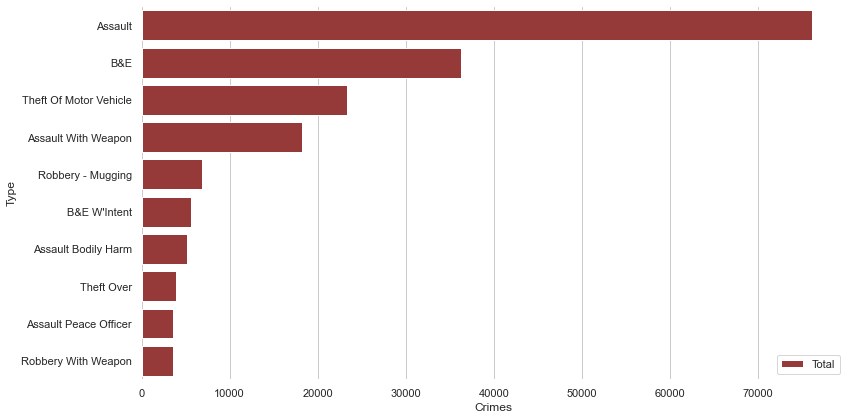 Assault
B&E
Theft Of Motor Vehicle
Assault With Weapon
Robbery - Mugging
B&E W'Intent
Assault Bodily Harm
Theft Over
Assault Peace Officer
Robbery With Weapon
Type
Total
0 10000 20000 30000 40000 50000 60000 70000
Crimes